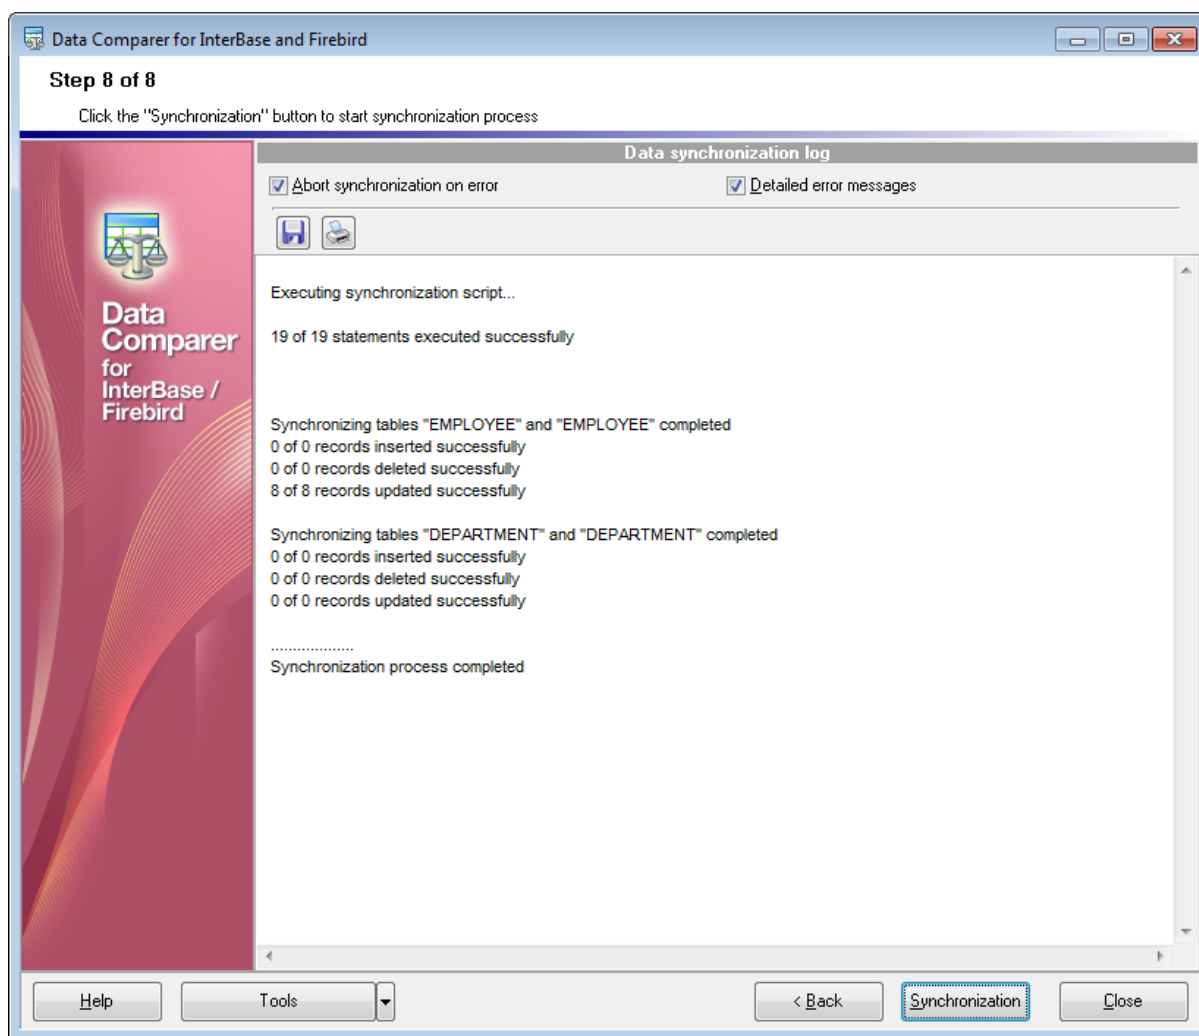 Data Comparer for InterBase and Firebird
Step 8 of 8
Click the "Synchronization" button to start synchronization process
Data synchronization log
Abort synchronization on error
Detailed error messages
Data
Comparer
for
InterBase /
Firebird
Executing synchronization script...
19 of 19 statements executed successfully
Synchronizing tables "EMPLOYEE" and "EMPLOYEE" completed
0 of 0 records inserted successfully
0 of 0 records deleted successfully
8 of 8 records updated successfully
Synchronizing tables "DEPARTMENT" and "DEPARTMENT" completed
0 of 0 records inserted successfully
0 of 0 records deleted successfully
0 of 0 records updated successfully
...................
Synchronization process completed
Help
Tools
< Back
Synchronization
Close